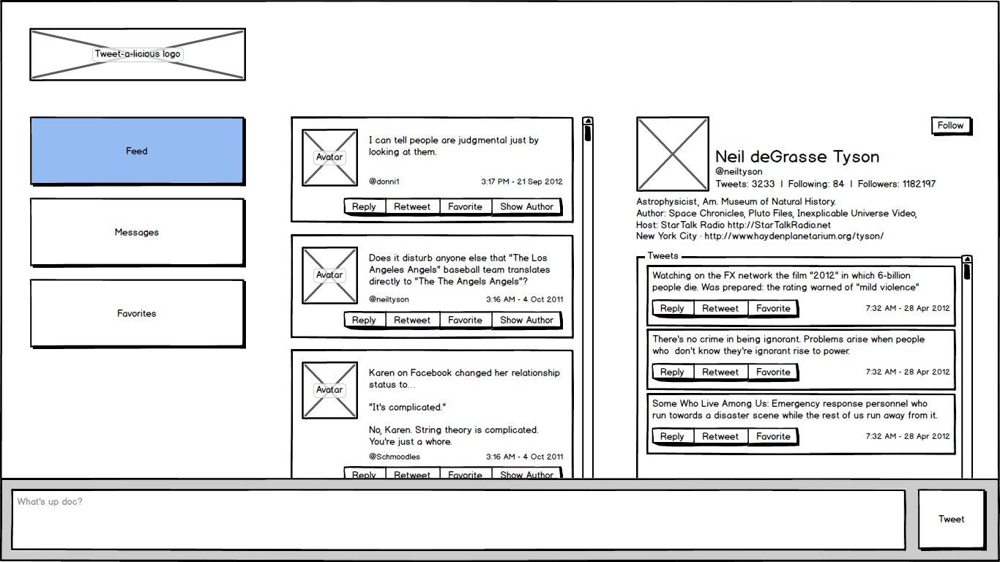 Tweet-a-licious logo
Feed
Messages
Favorites
Avatar
I can tell people are judgmental just by
looking at them.
@donni1 3:17 PM - 21 Sep 2012
Reply Retweet Favorite Show Author
Avatar
Does it disturb anyone else that "The Los
Angeles Angels" baseball team translates
directly to "The The Angels Angels"?
@neiltyson 3:16 AM - 4 Oct 2011
Reply Retweet Favorite Show Author
Avatar
Karen on Facebook changed her relationship
status to...
"It's complicated."
No, Karen. String theory is complicated.
You're just a whore.
@Schmoodles 3:16 AM - 4 Oct 2011
Reply Retweet Favorite Show Author
Follow
Neil deGrasse Tyson
@neiltyson
Tweets: 3233 | Following: 84 | Followers: 1182197
Astrophysicist, Am. Museum of Natural History.
Author: Space Chronicles, Pluto Files, Inexplicable Universe Video,
Host: StarTalk Radio http://StarTalkRadio.net
New York City · http://www.haydenplanetarium.org/tyson/
Tweets
Watching on the FX network the film "2012" in which 6-billion
people die. Was prepared: the rating warned of "mild violence"
Reply Retweet Favorite 7:32 AM - 28 Apr 2012
There's no crime in being ignorant. Problems arise when people
who don't know they're ignorant rise to power.
Reply Retweet Favorite 7:32 AM - 28 Apr 2012
Some Who Live Among Us: Emergency response personnel who
run towards a disaster scene while the rest of us run away from it.
Reply Retweet Favorite 7:32 AM - 28 Apr 2012
What's up doc?
Tweet